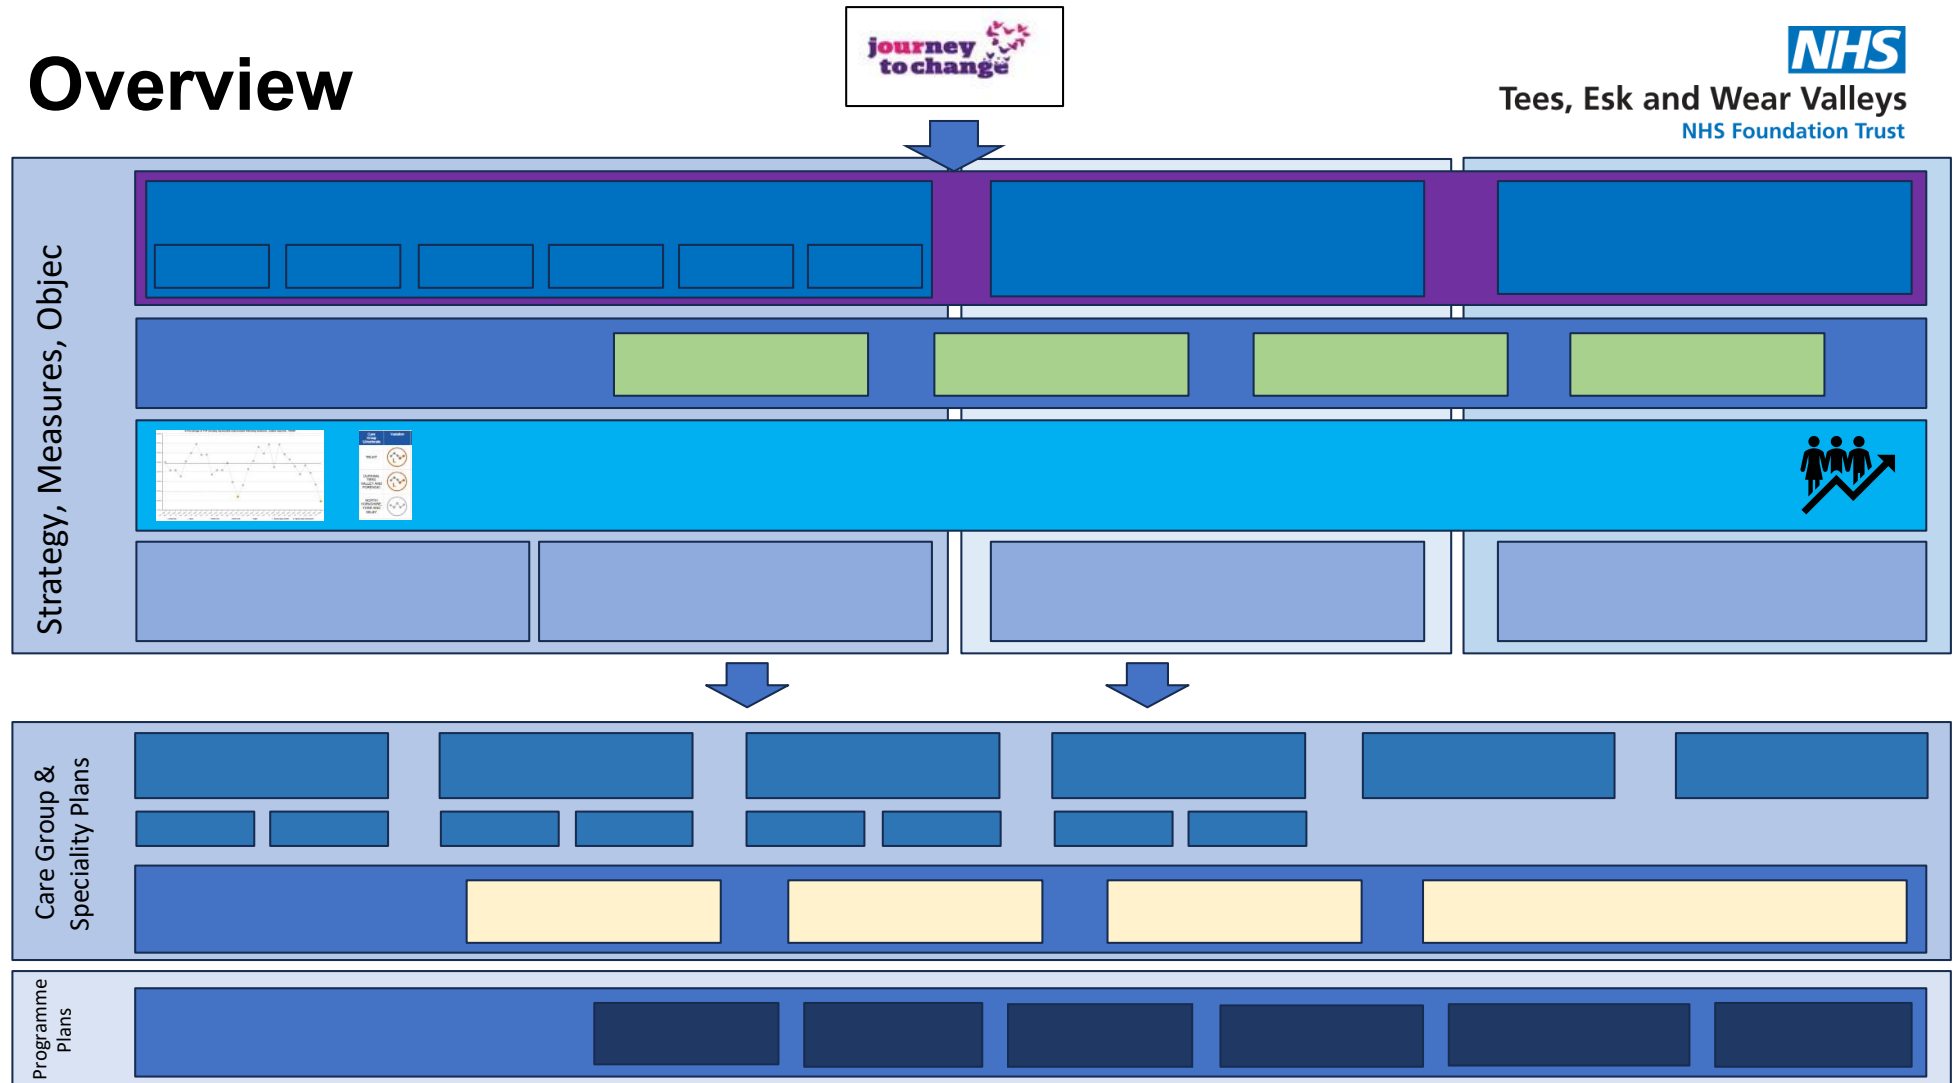 Overview
journey
to change
NHS
Tees, Esk and Wear Valleys
NHS Foundation Trust
Strategy, Measures, Objec
Care Group &
Speciality Plans
Programme
Plans